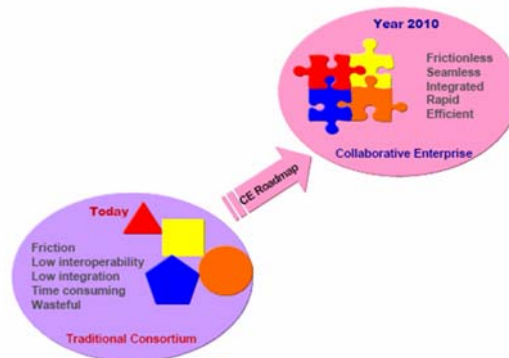 Year 2010
Frictionless
Seamless
Integrated
Rapid
Efficient
Collaborative Enterprise
CE Roadmap
Today
Friction
Low interoperability
Low integration
Time consuming
Wasteful
Traditional Consortium